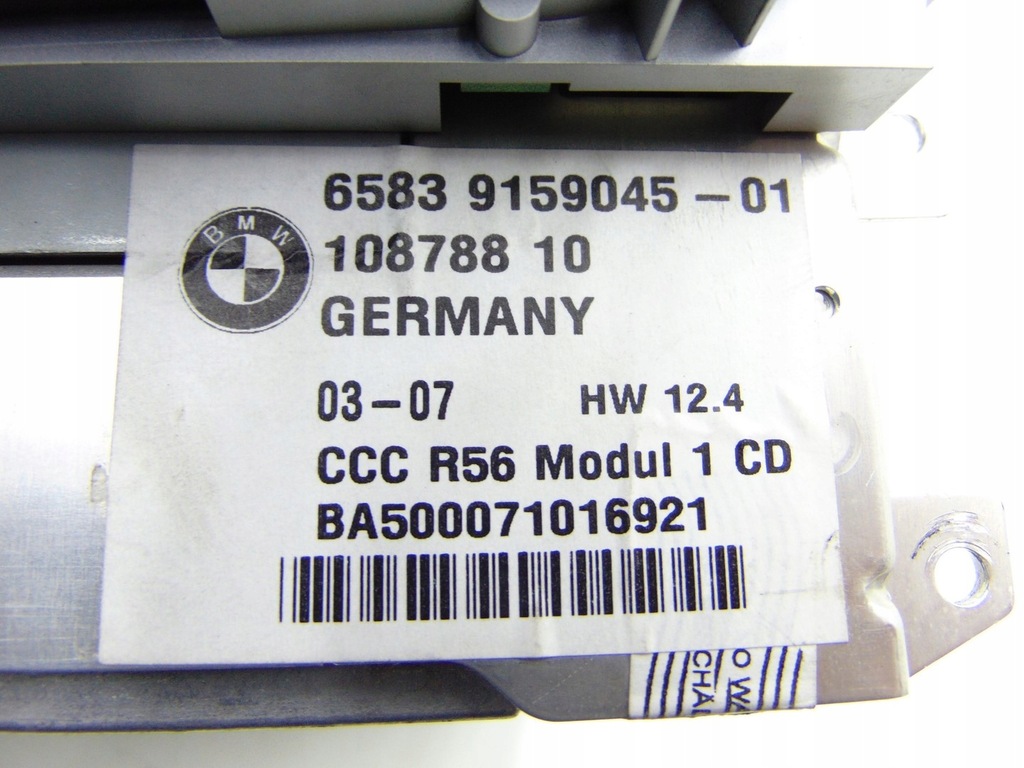 6583 9159045-01
BMW
108788 10
GERMANY
03-07 HW 12.4
CCC R56 Modul 1 CD
BA500071016921